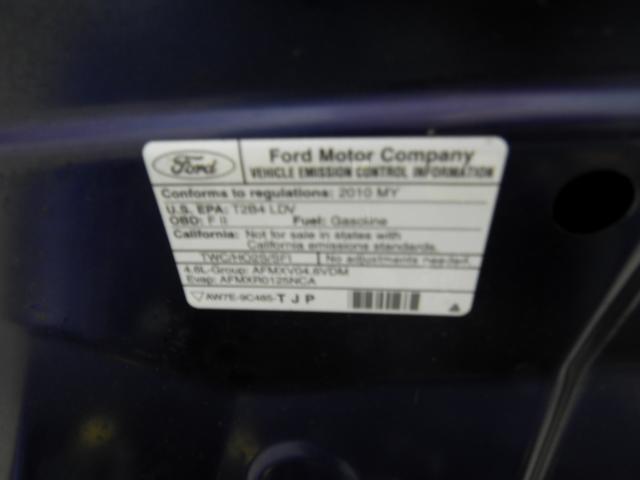 Ford
Ford Motor Company
VEHICLE EMISSION CONTROL INFORMATION
Conforms to regulations: 2010 MY
U.S. EPA: T2B4 LDV
OBD: F II Fuel: Gasoline
California: Not for sale in states with
California emissions standards.
TWC/HO2S/SFI No adjustments needed.
4.6L-Group: AFMXV04.6VDM
Evap: AFMXR0125NCA
AW7E-9C485-TJP